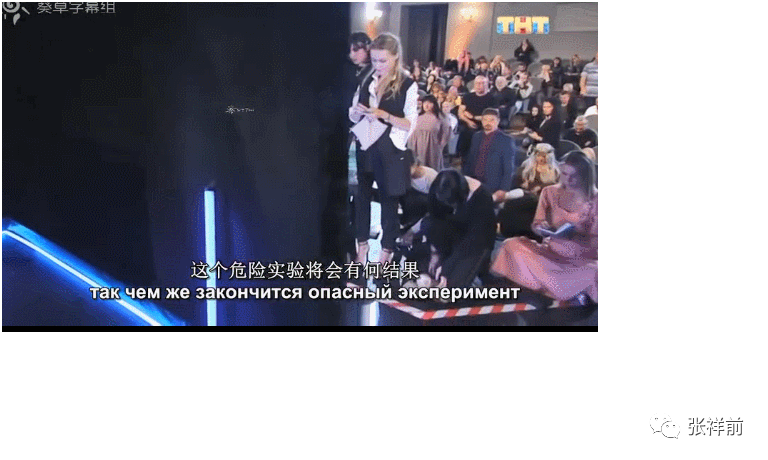 葵草字幕组
ТНТ
这个危险实验将会有何结果
так чем же закончится опасный эксперимент
张祥前